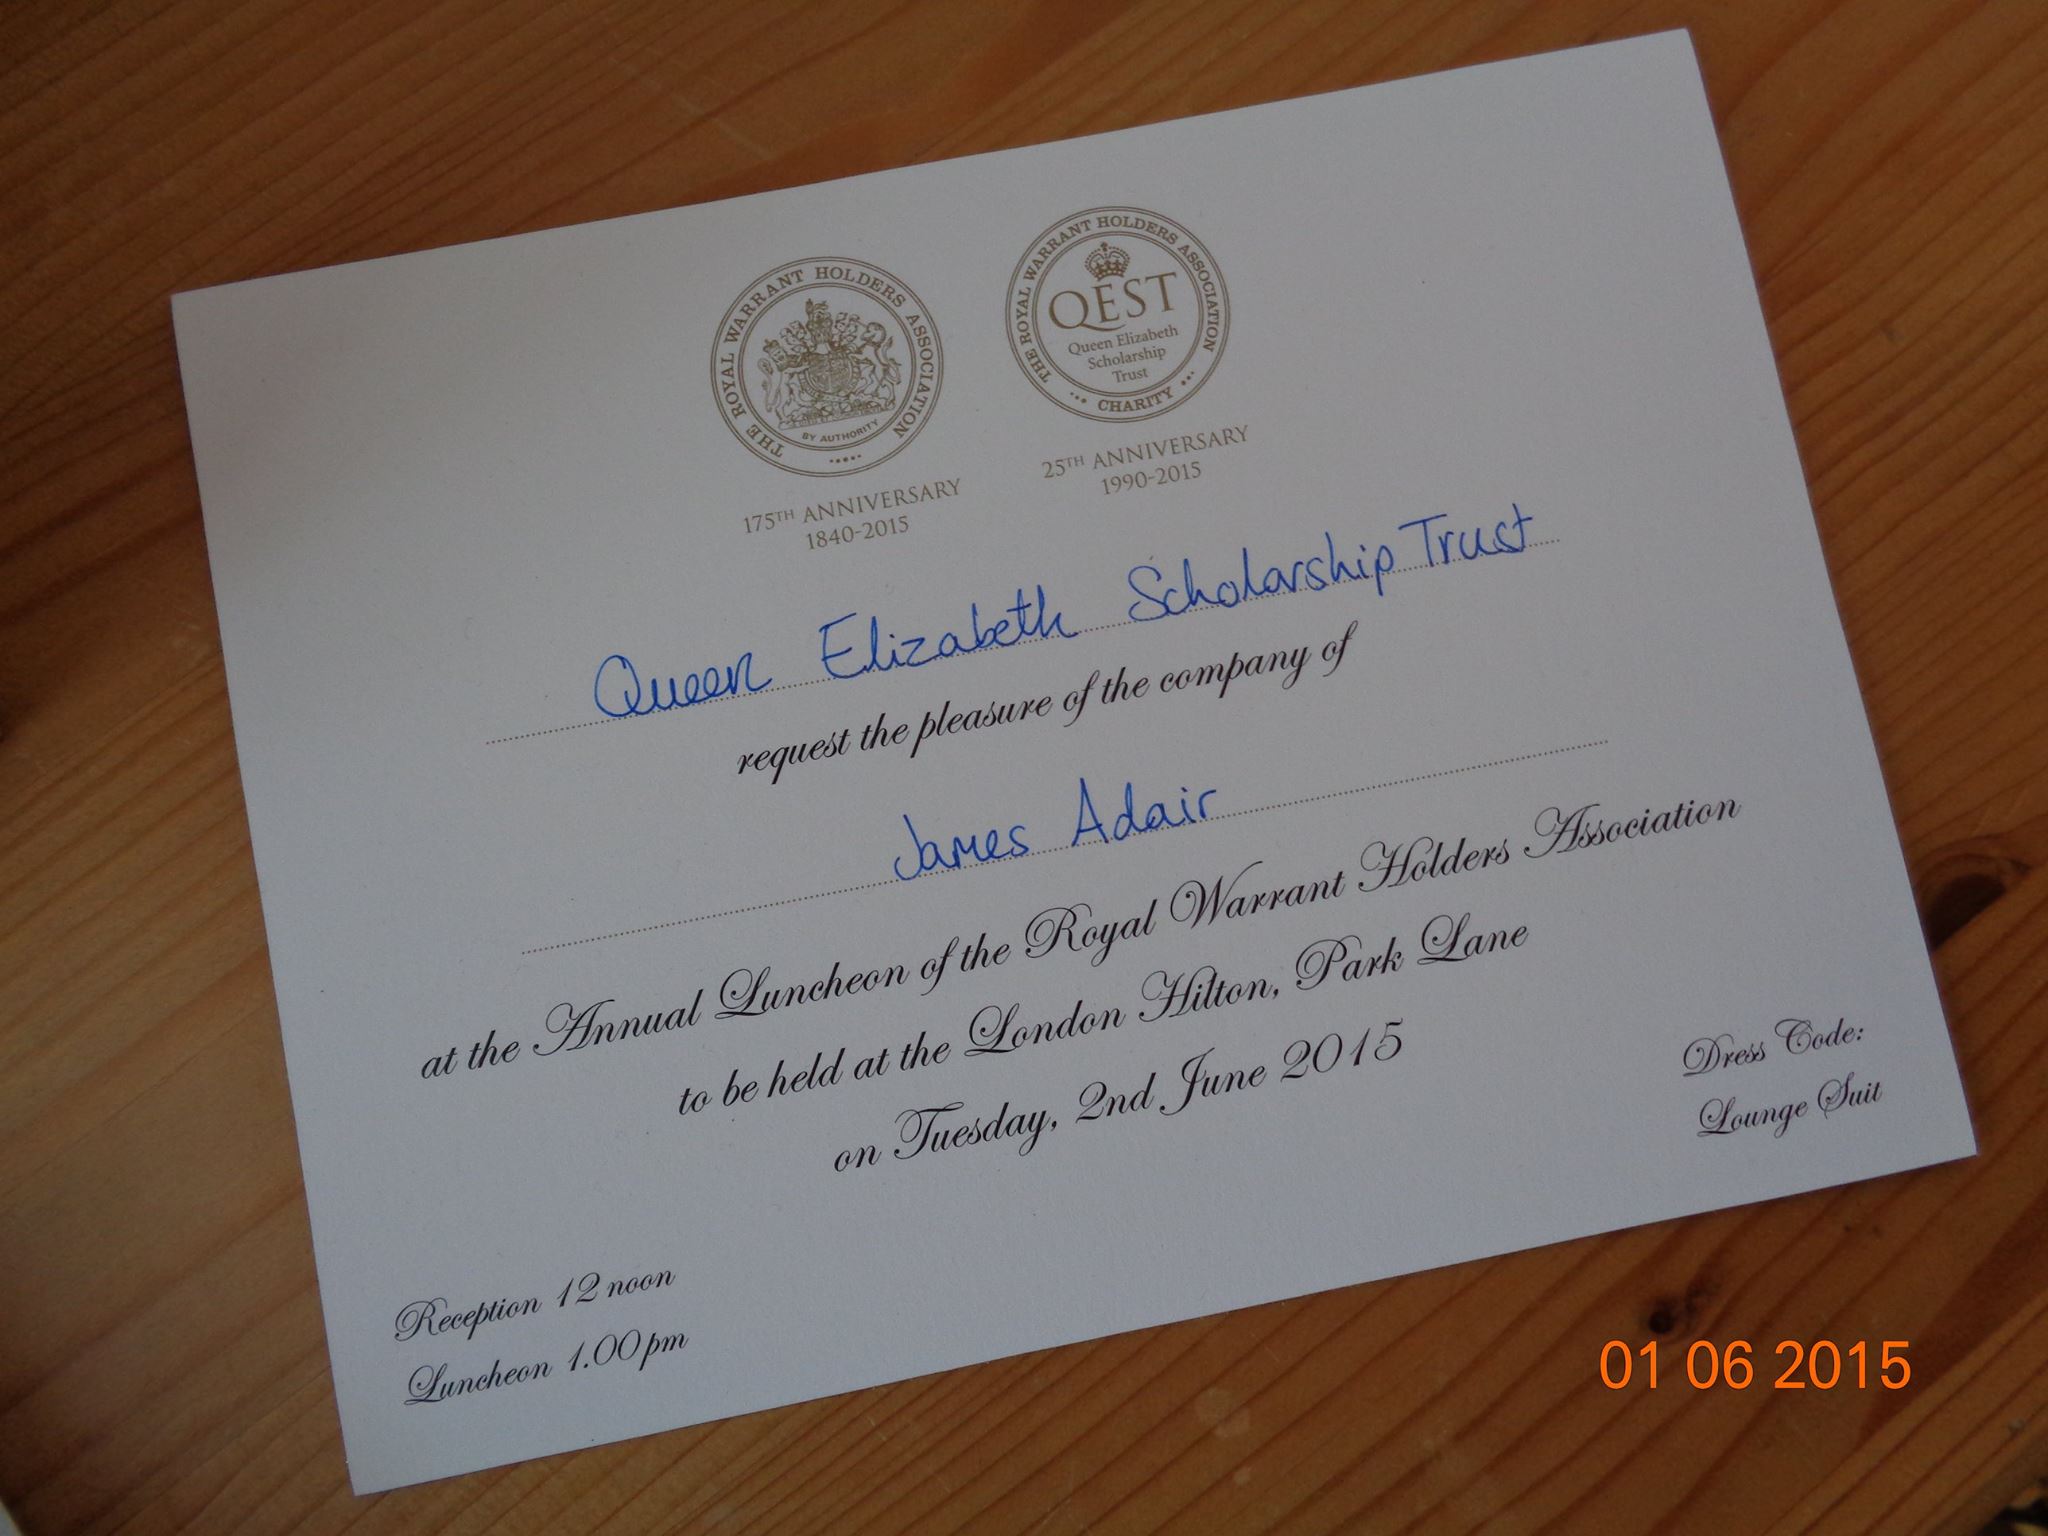 THE ROYAL WARRANT HOLDERS ASSOCIATION
BY AUTHORITY
175TH ANNIVERSARY
1840-2015
THE ROYAL WARRANT HOLDERS ASSOCIATION
QEST
Queen Elizabeth
Scholarship
Trust
CHARITY
25TH ANNIVERSARY
1990-2015
Queen Elizabeth Scholarship Trust
request the pleasure of the company of
James Adair
at the Annual Luncheon of the Royal Warrant Holders Association
to be held at the London Hilton, Park Lane
on Tuesday, 2nd June 2015
Dress Code:
Lounge Suit
Reception 12 noon
Luncheon 1.00pm
01 06 2015